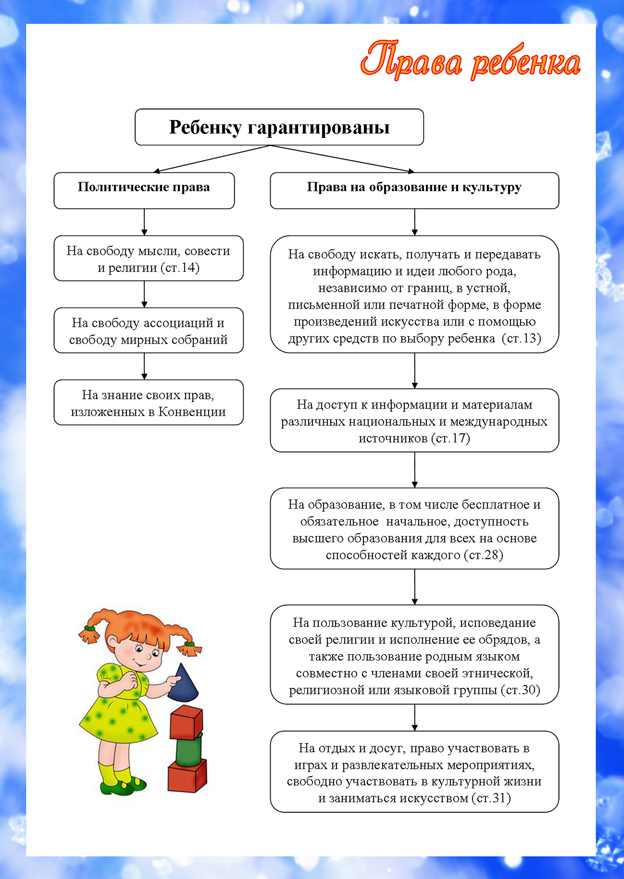 Права ребенка
Ребенку гарантированы
Политические права
На свободу мысли, совести
и религии (ст.14)
На свободу ассоциаций и
свободу мирных собраний
На знание своих прав,
изложенных в Конвенции
Права на образование и культуру
На свободу искать, получать и передавать
информацию и идеи любого рода,
независимо от границ, в устной,
письменной или печатной форме, в форме
произведений искусства или с помощью
других средств по выбору ребенка (ст.13)
На доступ к информации и материалам
различных национальных и международных
источников (ст.17)
На образование, в том числе бесплатное и
обязательное начальное, доступность
высшего образования для всех на основе
способностей каждого (ст.28)
На пользование культурой, исповедание
своей религии и исполнение ее обрядов, а
также пользование родным языком
совместно с членами своей этнической,
религиозной или языковой группы (ст.30)
На отдых и досуг, право участвовать в
играх и развлекательных мероприятиях,
свободно участвовать в культурной жизни
и заниматься искусством (ст.31)